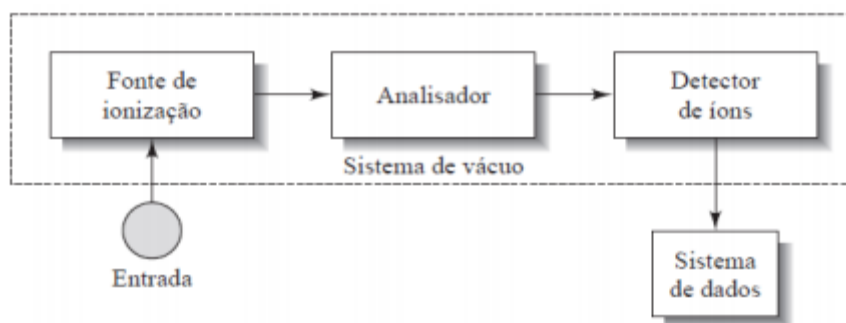 Fonte de
ionização
Analisador
Detector
de íons
Sistema de vácuo
Entrada
Sistema
de dados